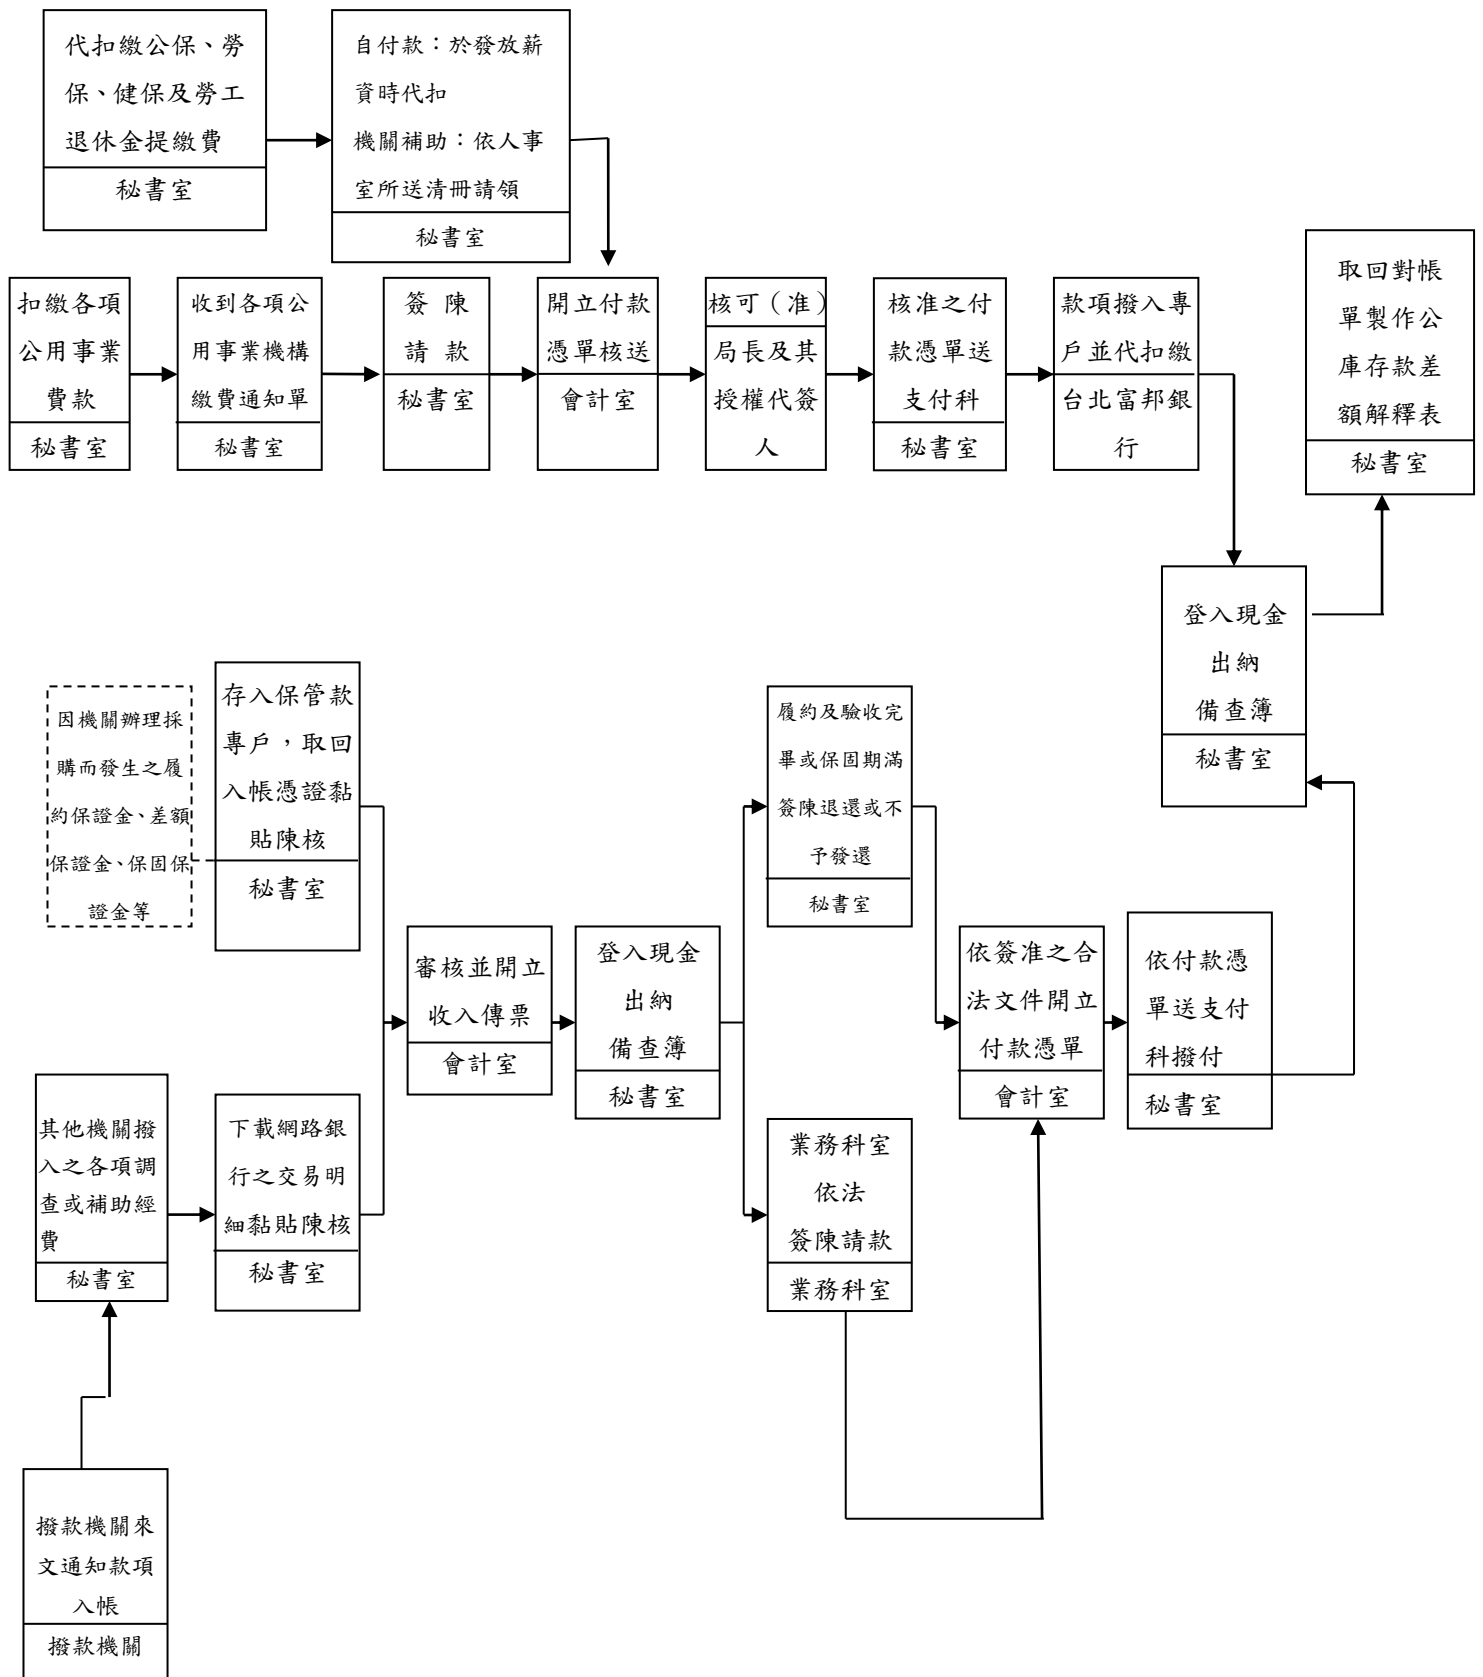 代扣繳公保、勞
保、健保及勞工
退休金提繳費
秘書室
自付款：於發放薪
資時代扣
機關補助：依人事
室所送清冊請領
秘書室
扣繳各項
公用事業
費款
秘書室
收到各項公
用事業機構
繳費通知單
秘書室
簽陳
請款
秘書室
開立付款
憑單核送
會計室
核可（准）
局長及其
授權代簽
人
核准之付
款憑單送
支付科
秘書室
款項撥入專
戶並代扣繳
台北富邦銀
行
取回對帳
單製作公
庫存款差
額解釋表
秘書室
登入現金
出納
備查簿
秘書室
因機關辦理採
購而發生之履
約保證金、差額
保證金、保固保
證金等
存入保管款
專戶，取回
入帳憑證黏
貼陳核
秘書室
履約及驗收完
畢或保固期滿
簽陳退還或不
予發還
秘書室
審核並開立
收入傳票
會計室
登入現金
出納
備查簿
秘書室
依簽准之合
法文件開立
付款憑單
會計室
依付款憑
單送支付
科撥付
秘書室
其他機關撥
入之各項調
查或補助經
費
秘書室
下載網路銀
行之交易明
細黏貼陳核
秘書室
業務科室
依法
簽陳請款
業務科室
撥款機關來
文通知款項
入帳
撥款機關